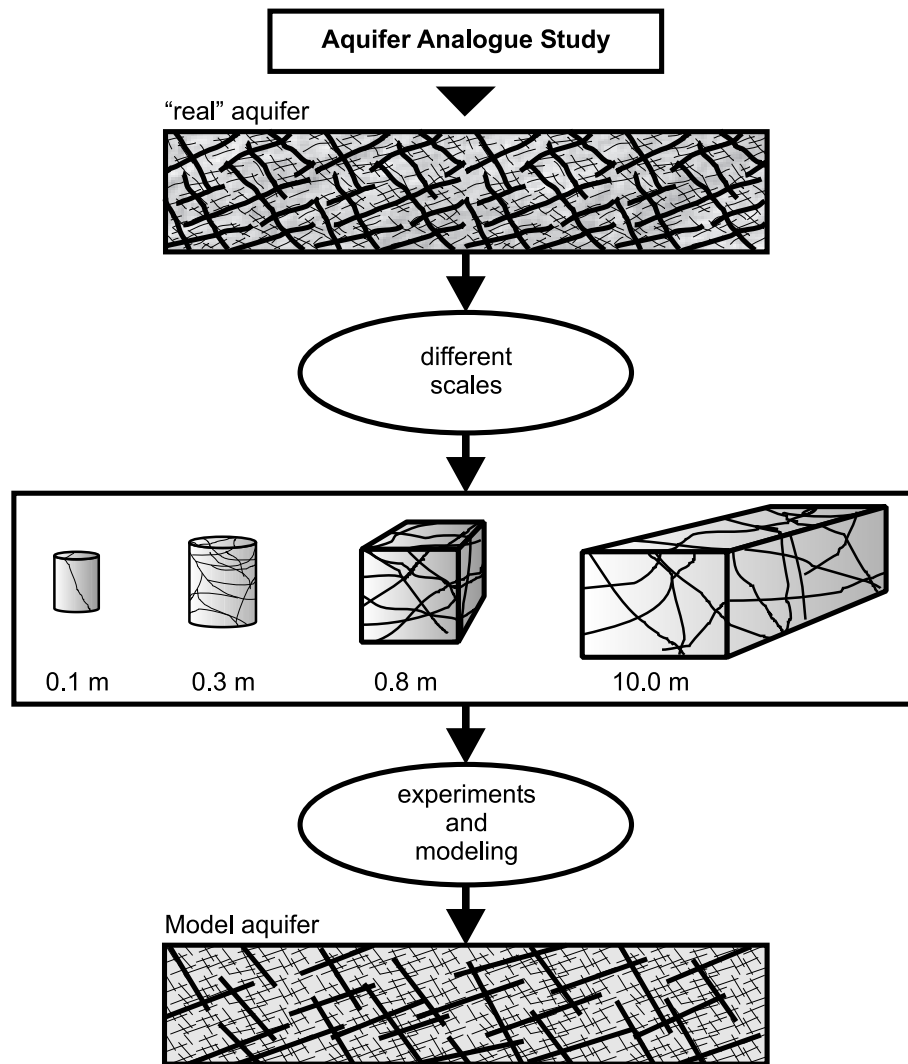 Aquifer Analogue Study
“real” aquifer
different
scales
0.1 m
0.3 m
0.8 m
10.0 m
experiments
and
modeling
Model aquifer